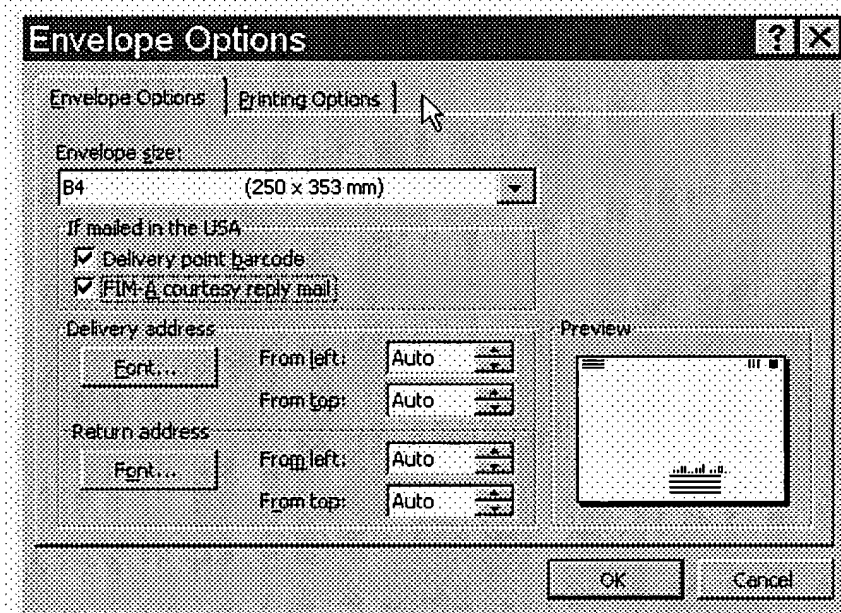 Envelope Options
Envelope Options Printing Options
Envelope size:
B4 (250 x 353 mm)
If mailed in the USA
Delivery point barcode
FIM-A courtesy reply mail
Delivery address
Preview
Font...
From left: Auto
From top: Auto
Return address
Font...
From left: Auto
From top: Auto
OK Cancel